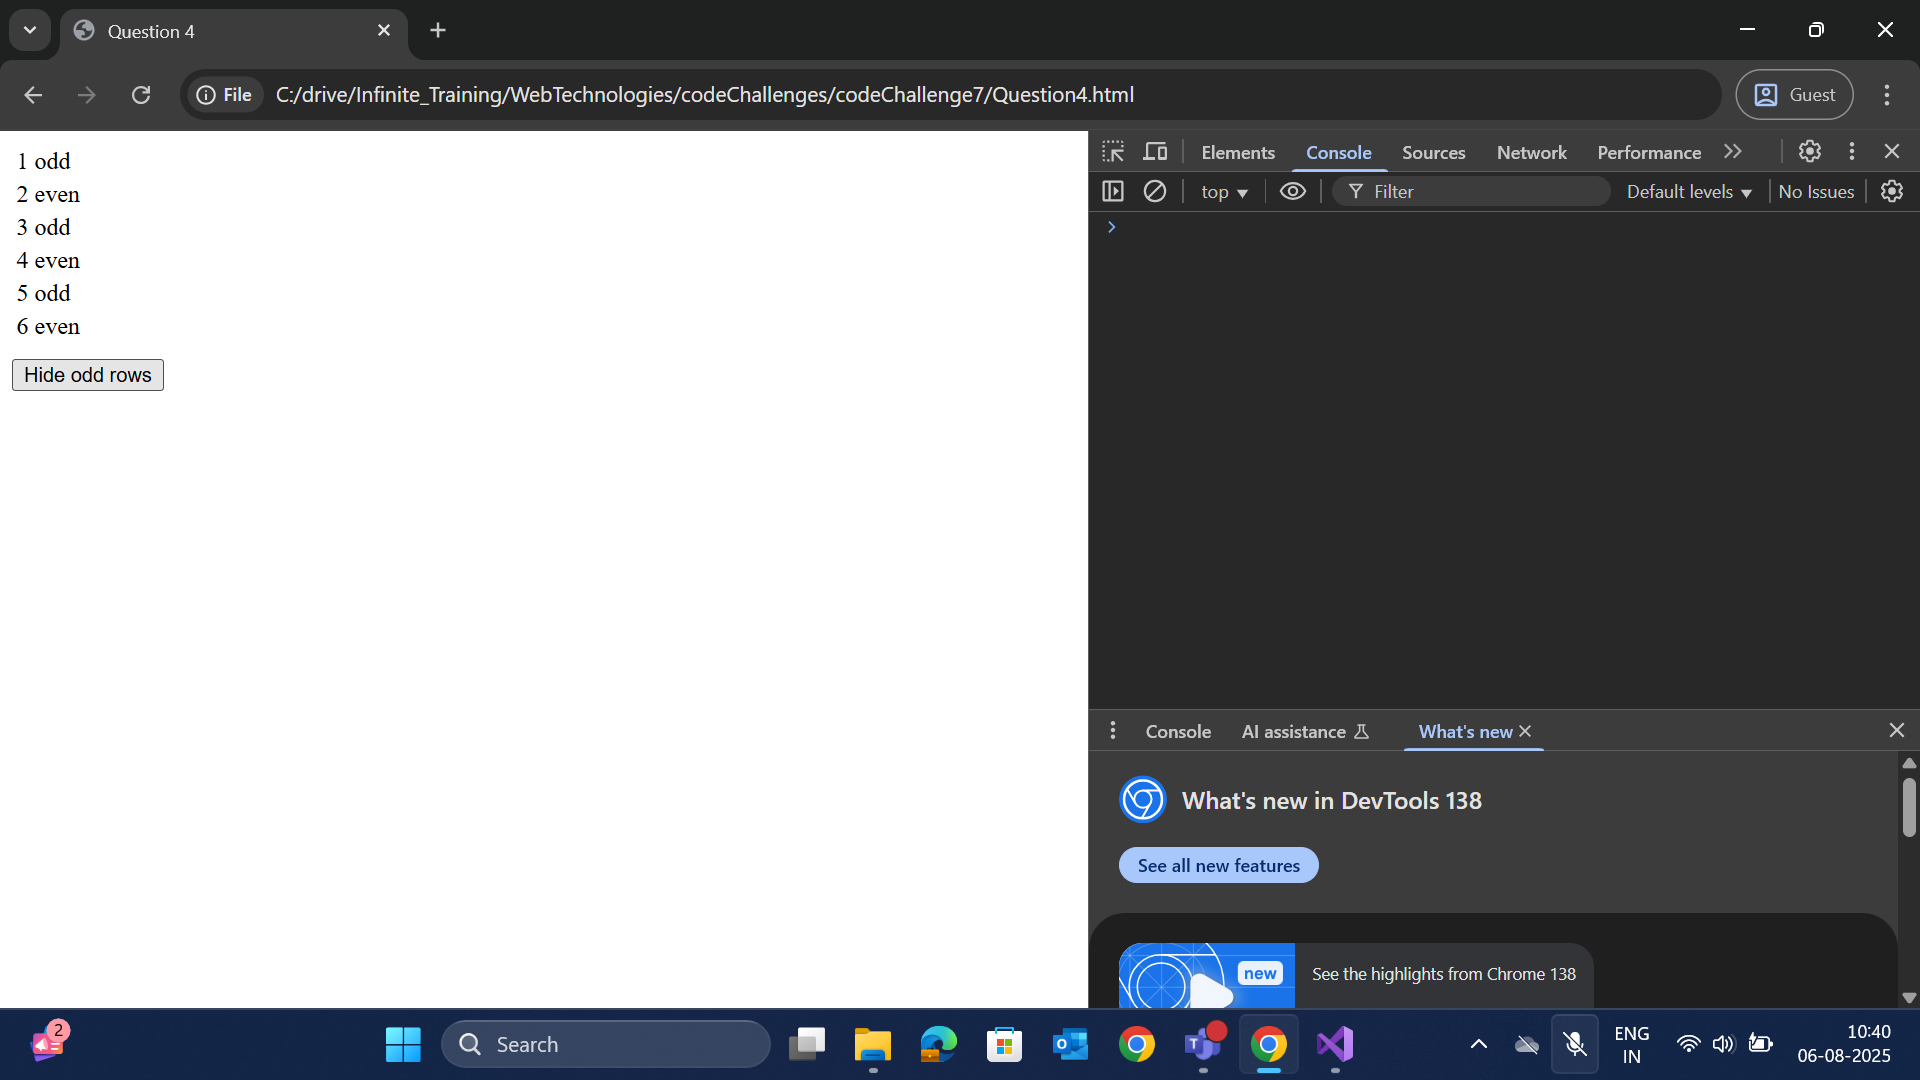 Question 4
File
C:/drive/Infinite_Training/WebTechnologies/codeChallenges/codeChallenge7/Question4.html
Guest
1 odd
2 even
3 odd
4 even
5 odd
6 even
Hide odd rows
Elements
Console
Sources
Network
Performance
top
Filter
Default levels
No Issues
Console
AI assistance
What's new
What's new in DevTools 138
See all new features
new
See the highlights from Chrome 138
2
Search
ENG
IN
10:40
06-08-2025